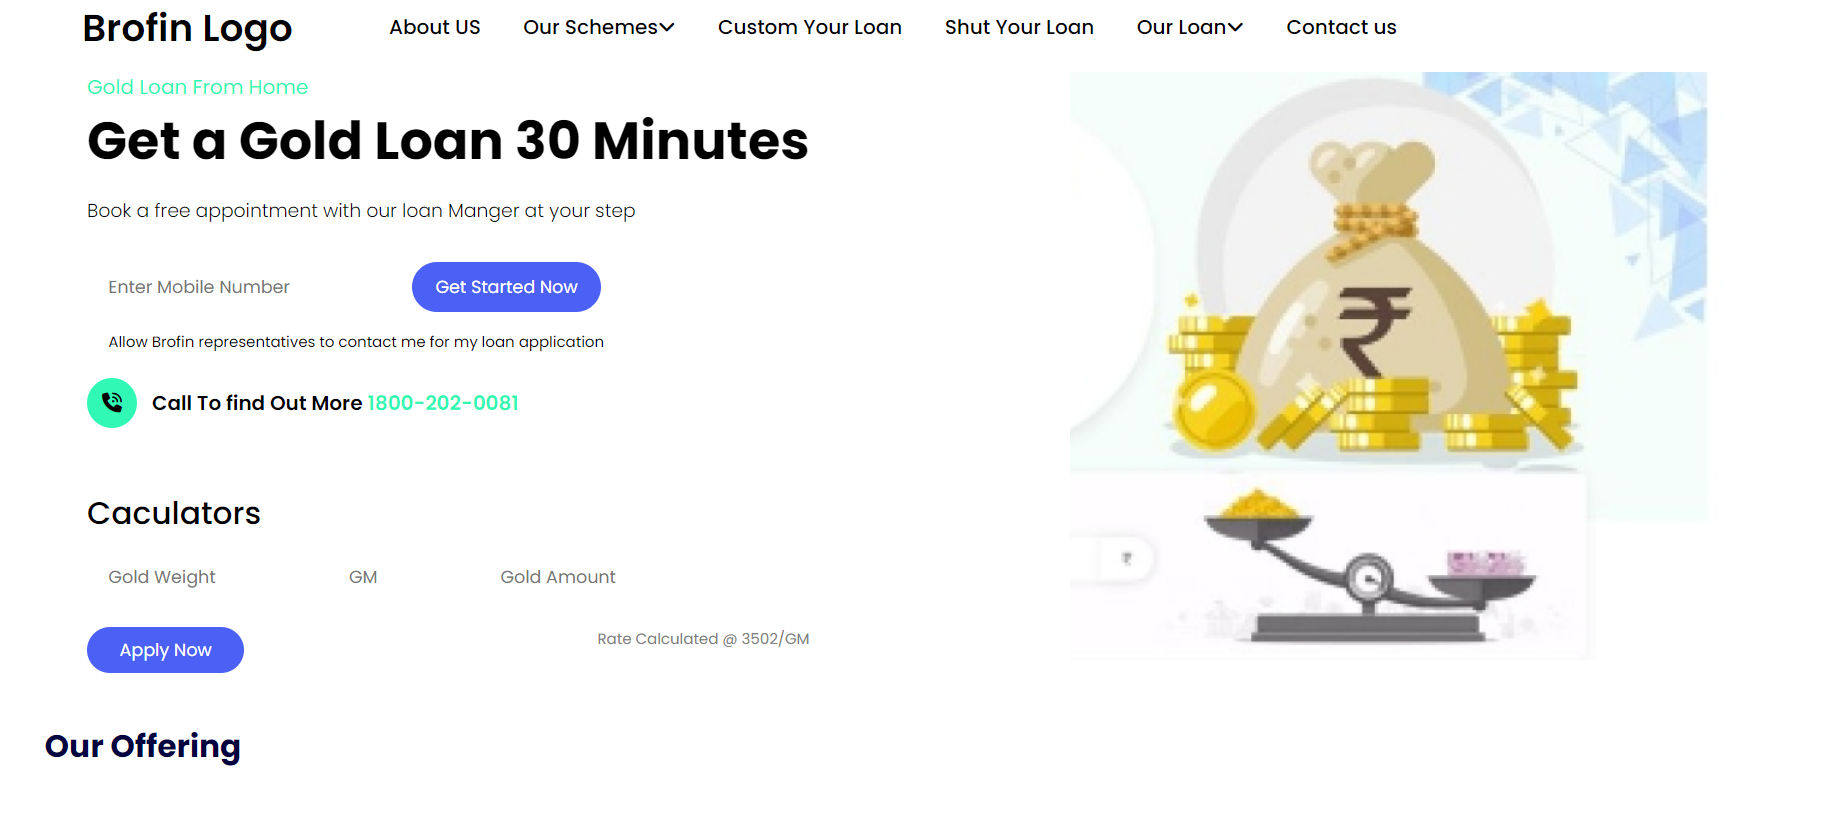 Brofin Logo
About US
Our Schemes
Custom Your Loan
Shut Your Loan
Our Loan
Contact us
Gold Loan From Home
Get a Gold Loan 30 Minutes
Book a free appointment with our loan Manger at your step
Enter Mobile Number
Get Started Now
Allow Brofin representatives to contact me for my loan application
Call To find Out More 1800-202-0081
₹
Caculators
Gold Weight
GM
Gold Amount
₹
Apply Now
Rate Calculated @ 3502/GM
Our Offering